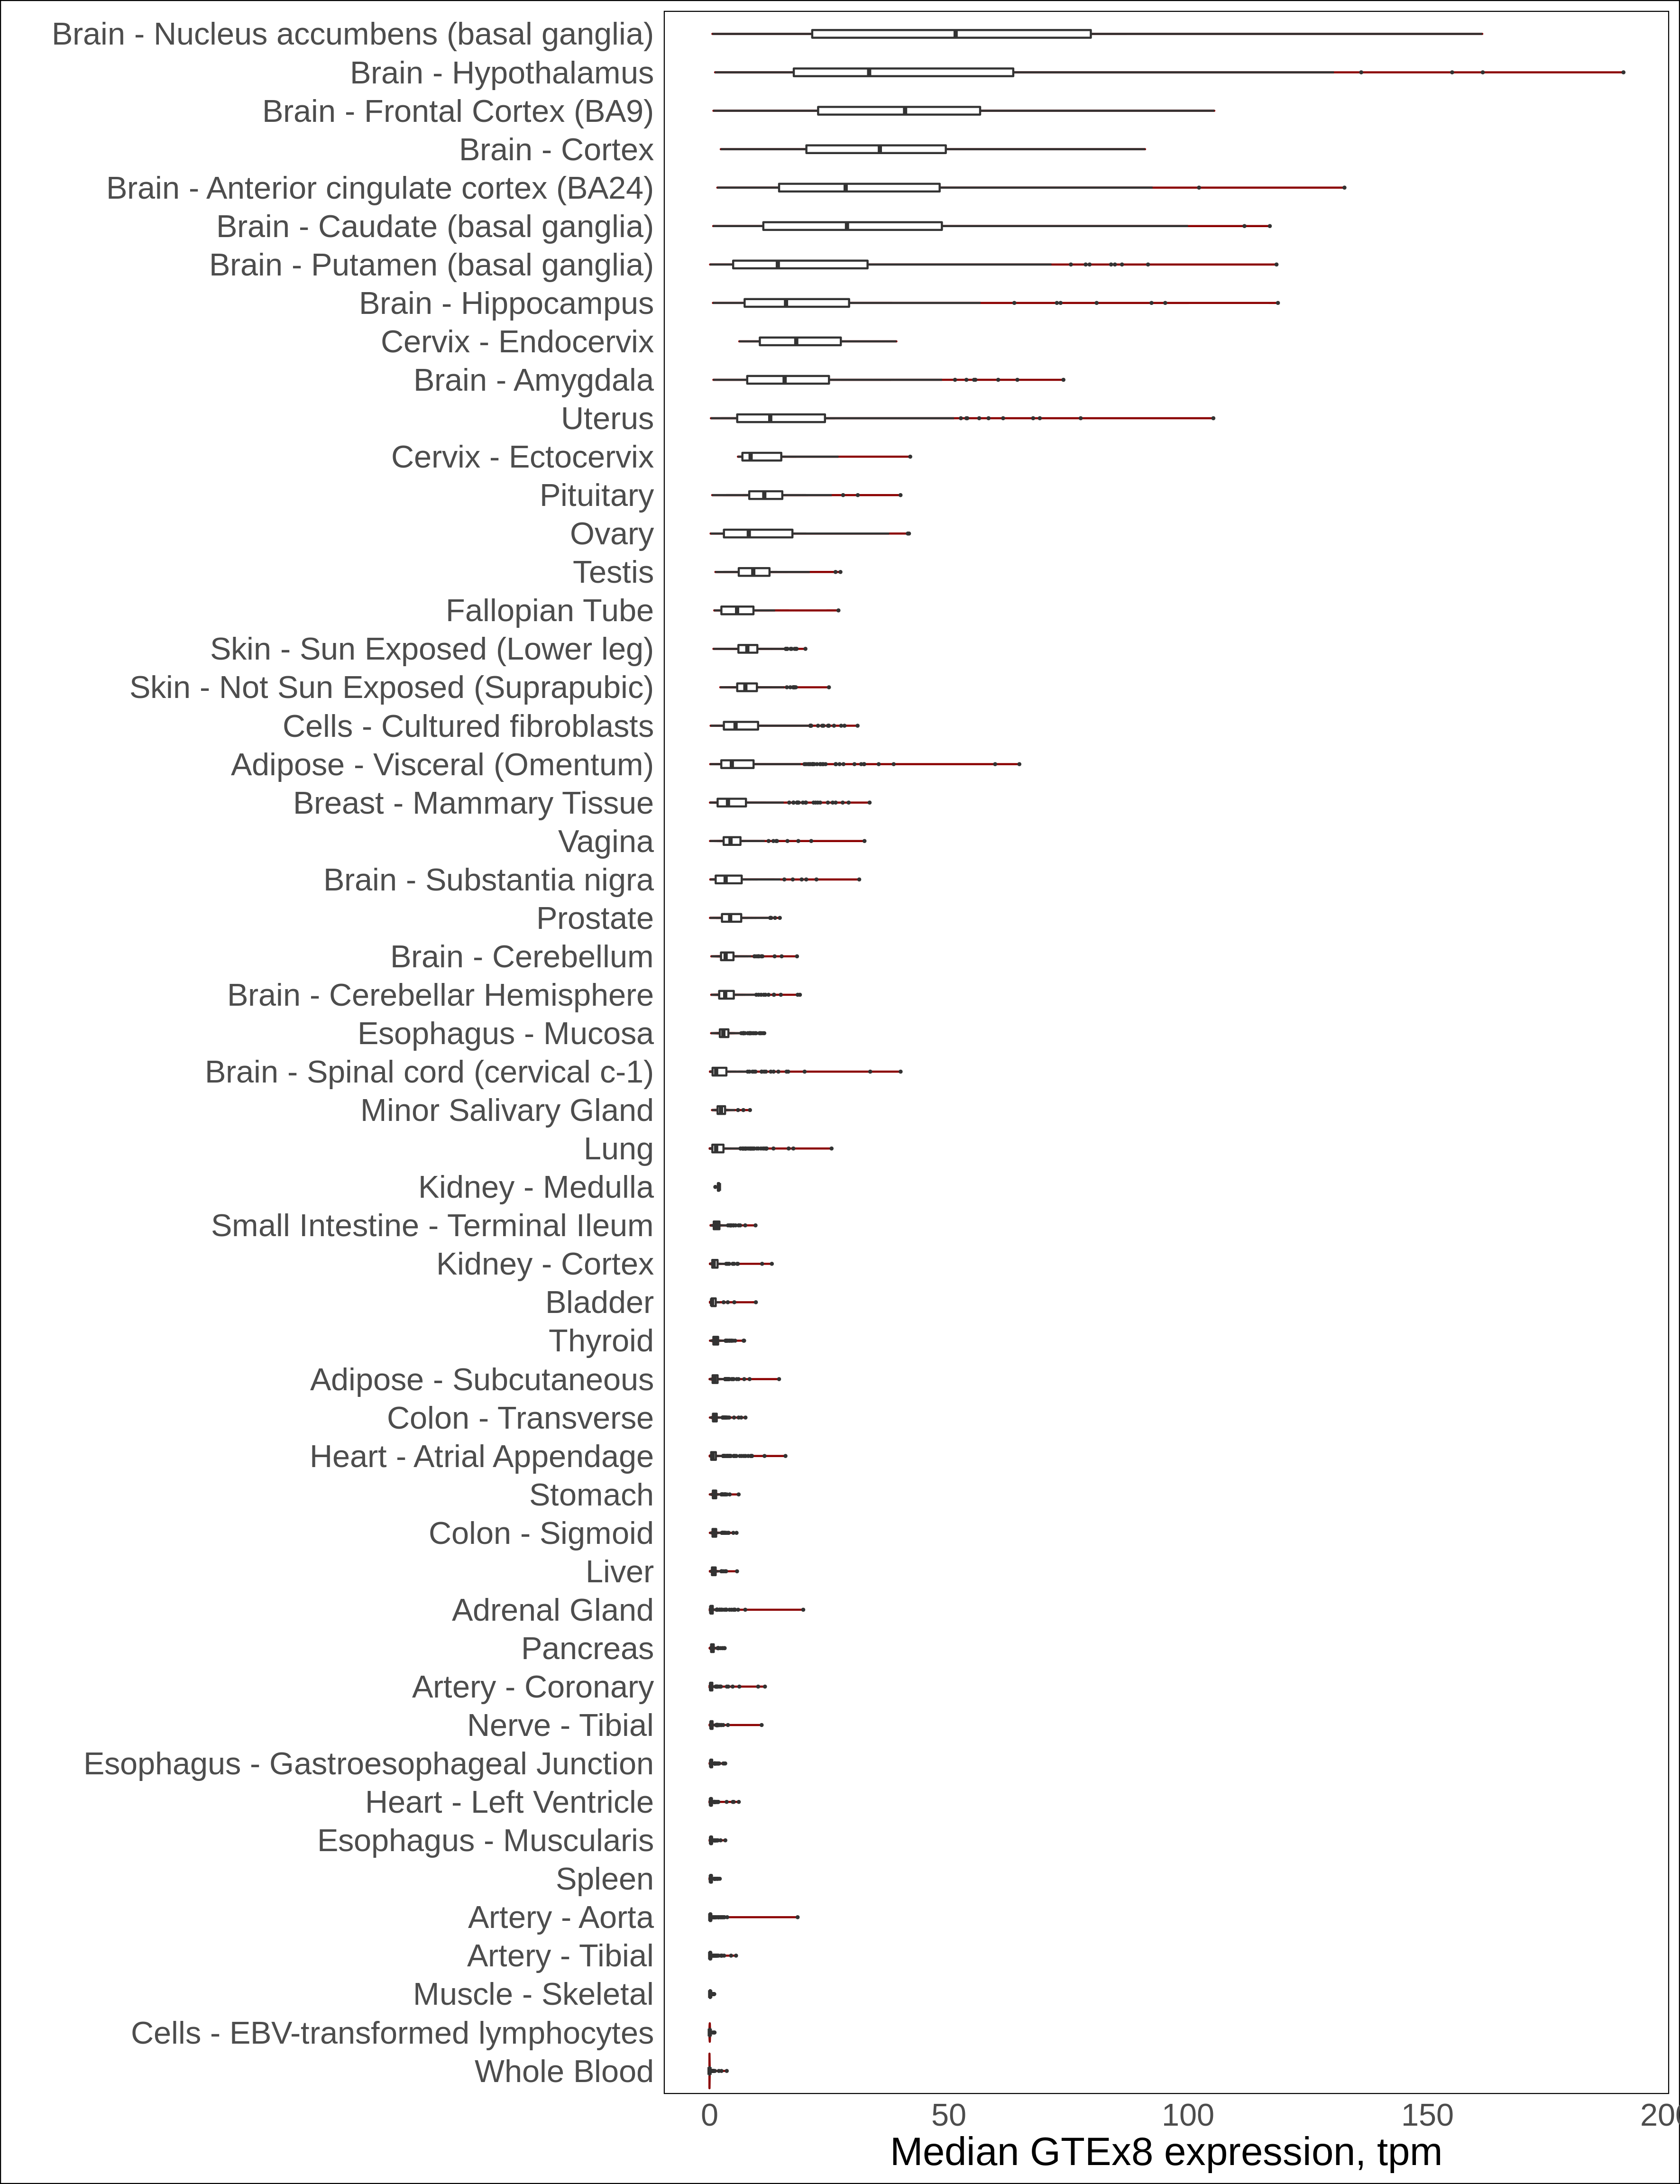 Brain - Nucleus accumbens (basal ganglia)
Brain - Hypothalamus
Brain - Frontal Cortex (BA9)
Brain - Cortex
Brain - Anterior cingulate cortex (BA24)
Brain - Caudate (basal ganglia)
Brain - Putamen (basal ganglia)
Brain - Hippocampus
Cervix - Endocervix
Brain - Amygdala
Uterus
Cervix - Ectocervix
Pituitary
Ovary
Testis
Fallopian Tube
Skin - Sun Exposed (Lower leg)
Skin - Not Sun Exposed (Suprapubic)
Cells - Cultured fibroblasts
Adipose - Visceral (Omentum)
Breast - Mammary Tissue
Vagina
Brain - Substantia nigra
Prostate
Brain - Cerebellum
Brain - Cerebellar Hemisphere
Esophagus - Mucosa
Brain - Spinal cord (cervical c-1)
Minor Salivary Gland
Lung
Kidney - Medulla
Small Intestine - Terminal Ileum
Kidney - Cortex
Bladder
Thyroid
Adipose - Subcutaneous
Colon - Transverse
Heart - Atrial Appendage
Stomach
Colon - Sigmoid
Liver
Adrenal Gland
Pancreas
Artery - Coronary
Nerve - Tibial
Esophagus - Gastroesophageal Junction
Heart - Left Ventricle
Esophagus - Muscularis
Spleen
Artery - Aorta
Artery - Tibial
Muscle - Skeletal
Cells - EBV-transformed lymphocytes
Whole Blood
0 50 100 150
Median GTEx8 expression, tpm